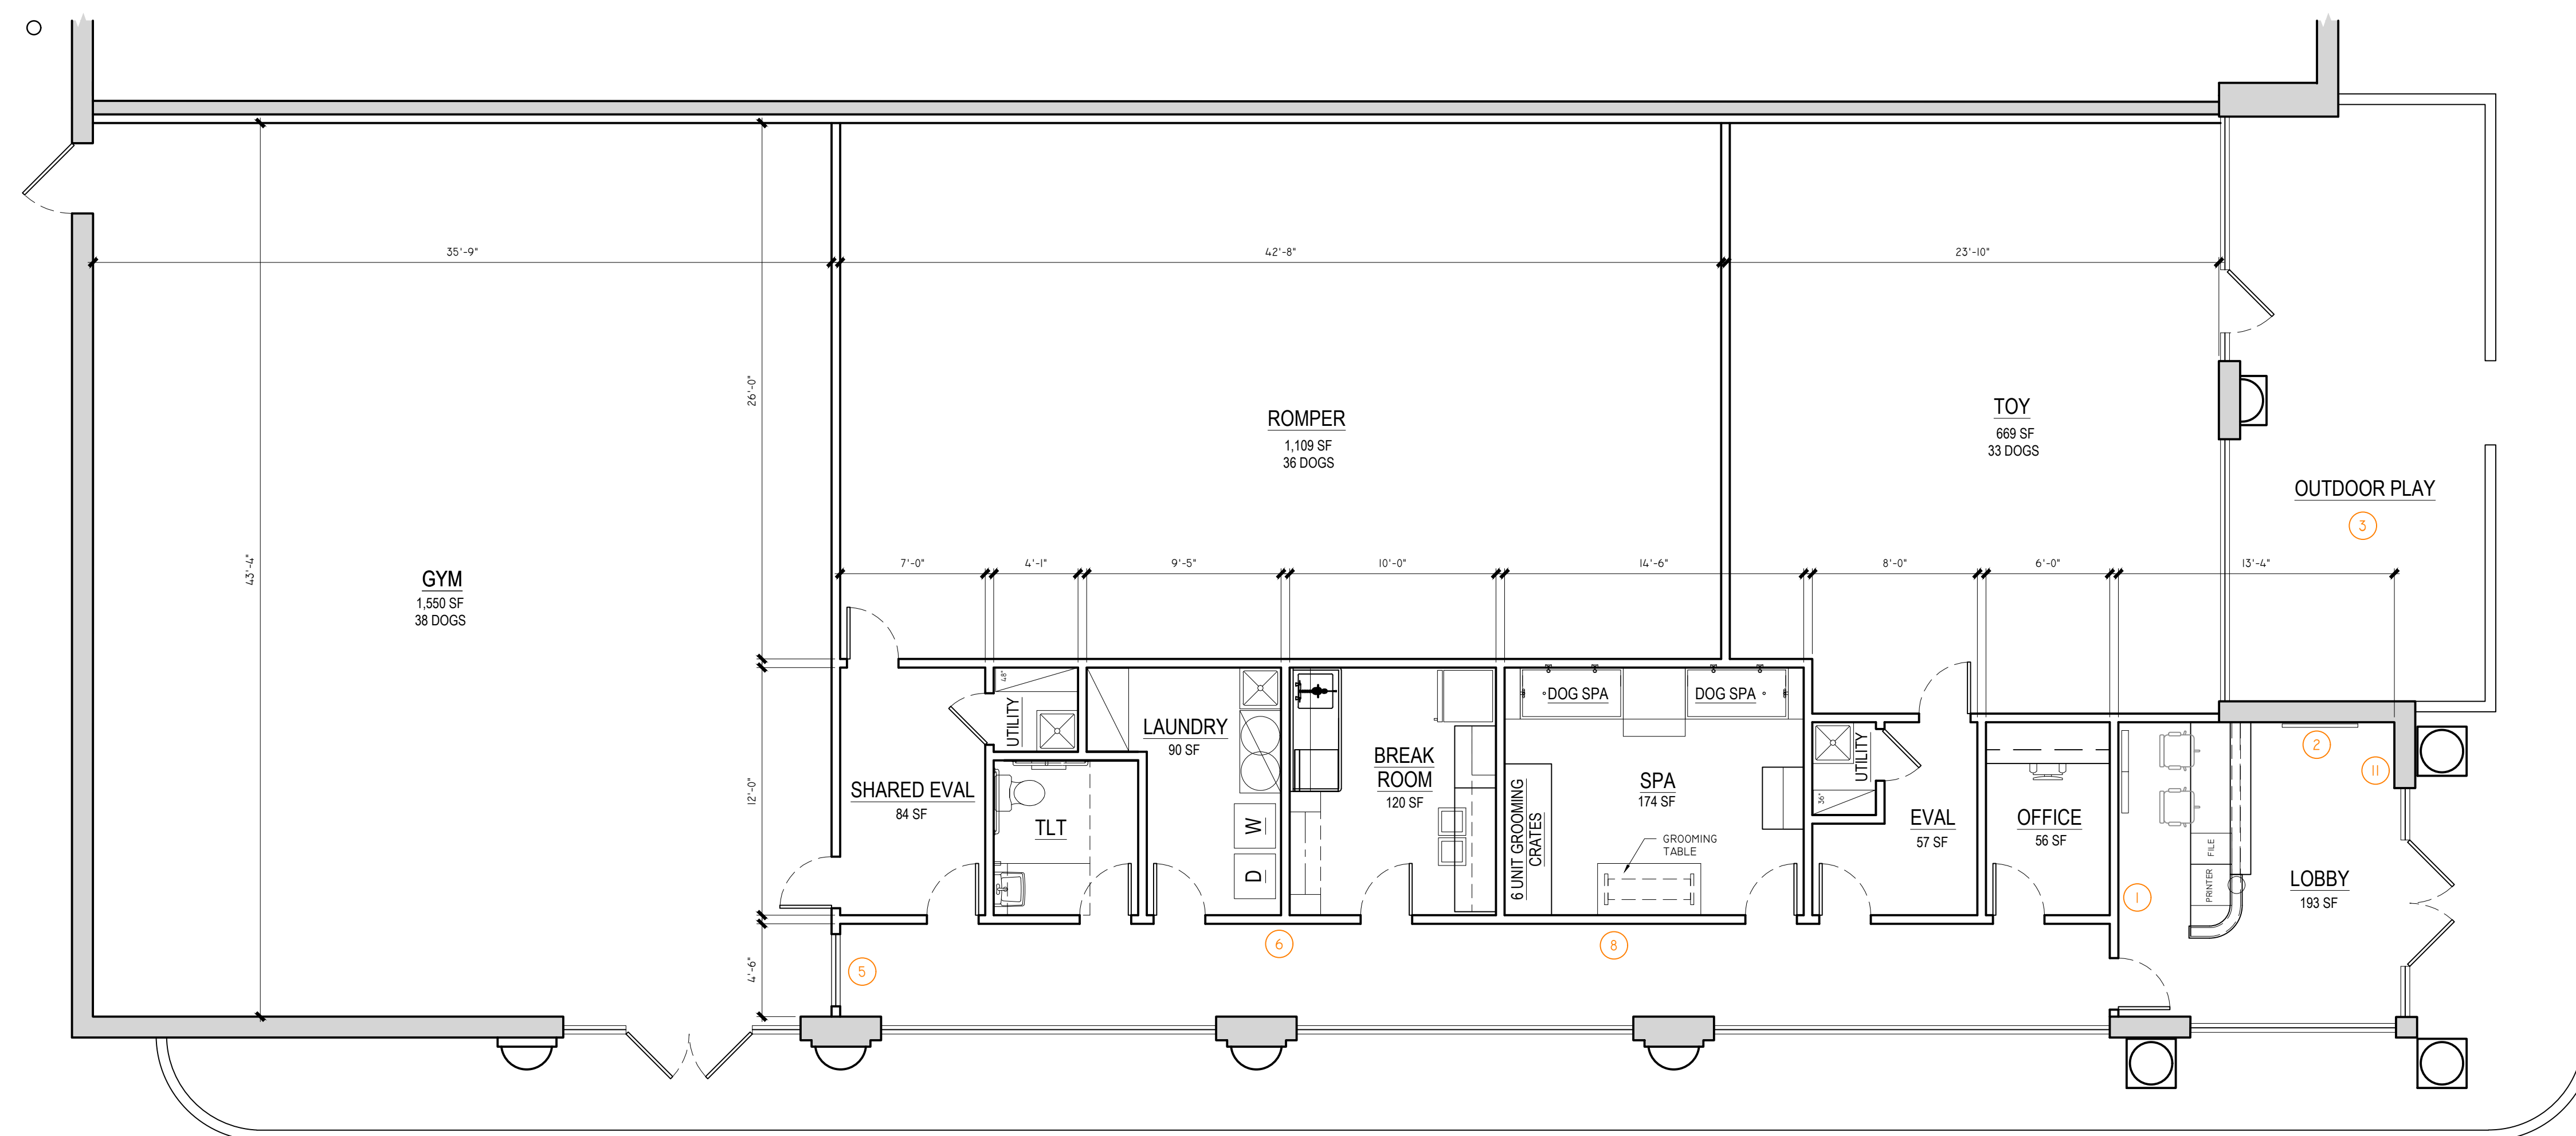 35'-9"
42'-8"
23'-10"
26'-0"
43'-4"
GYM
1,550 SF
38 DOGS
ROMPER
1,109 SF
36 DOGS
TOY
669 SF
33 DOGS
OUTDOOR PLAY
3
7'-0"
4'-1"
9'-5"
10'-0"
14'-6"
8'-0"
6'-0"
13'-4"
12'-0"
4'-6"
SHARED EVAL
84 SF
48"
UTILITY
TLT
LAUNDRY
90 SF
W
D
BREAK
ROOM
120 SF
DOG SPA
DOG SPA
6 UNIT GROOMING
CRATES
SPA
174 SF
GROOMING
TABLE
UTILITY
36"
EVAL
57 SF
OFFICE
56 SF
FILE
PRINTER
LOBBY
193 SF
2
11
1
5
6
8